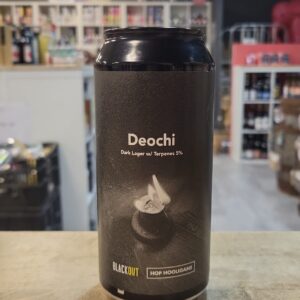 Deochi
Dark Lager w/ Terpenes 5%
BLACKOUT
HOP HOOLIGANS